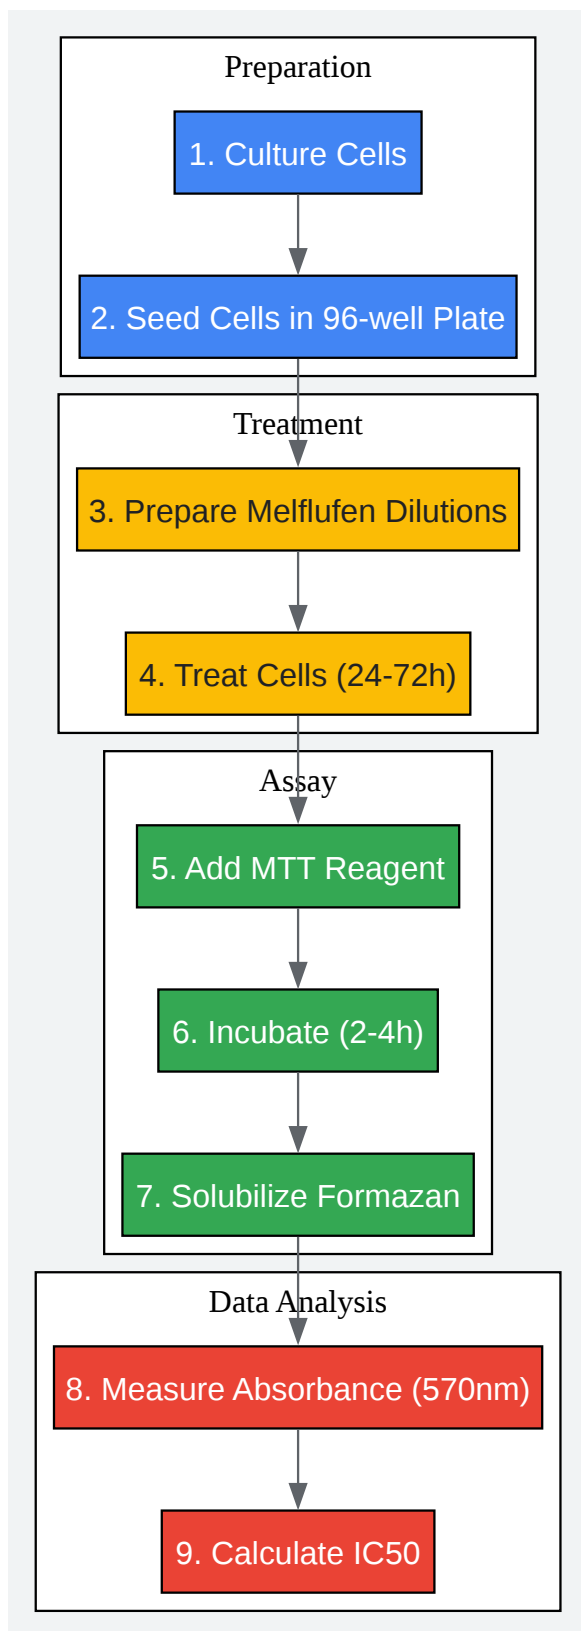 Preparation
1. Culture Cells
2. Seed Cells in 96-well Plate
Treatment
3. Prepare Melflufen Dilutions
4. Treat Cells (24-72h)
Assay
5. Add MTT Reagent
6. Incubate (2-4h)
7. Solubilize Formazan
Data Analysis
8. Measure Absorbance (570nm)
9. Calculate IC50